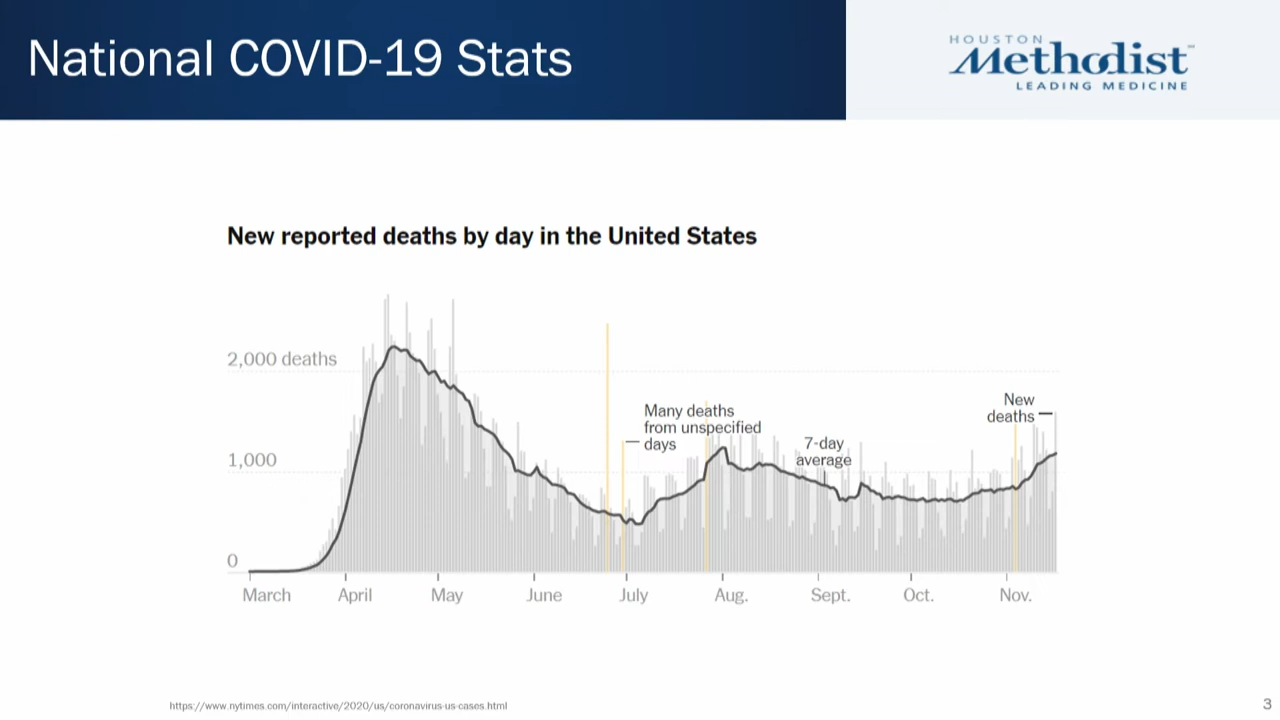 National COVID-19 Stats
HOUSTON
Methodist
LEADING MEDICINE
New reported deaths by day in the United States
2,000 deaths
1,000
0
Many deaths
from unspecified
days
7-day
average
New
deaths
March April May June July Aug. Sept. Oct. Nov.
https://www.nytimes.com/interactive/2020/us/coronavirus-us-cases.html
3